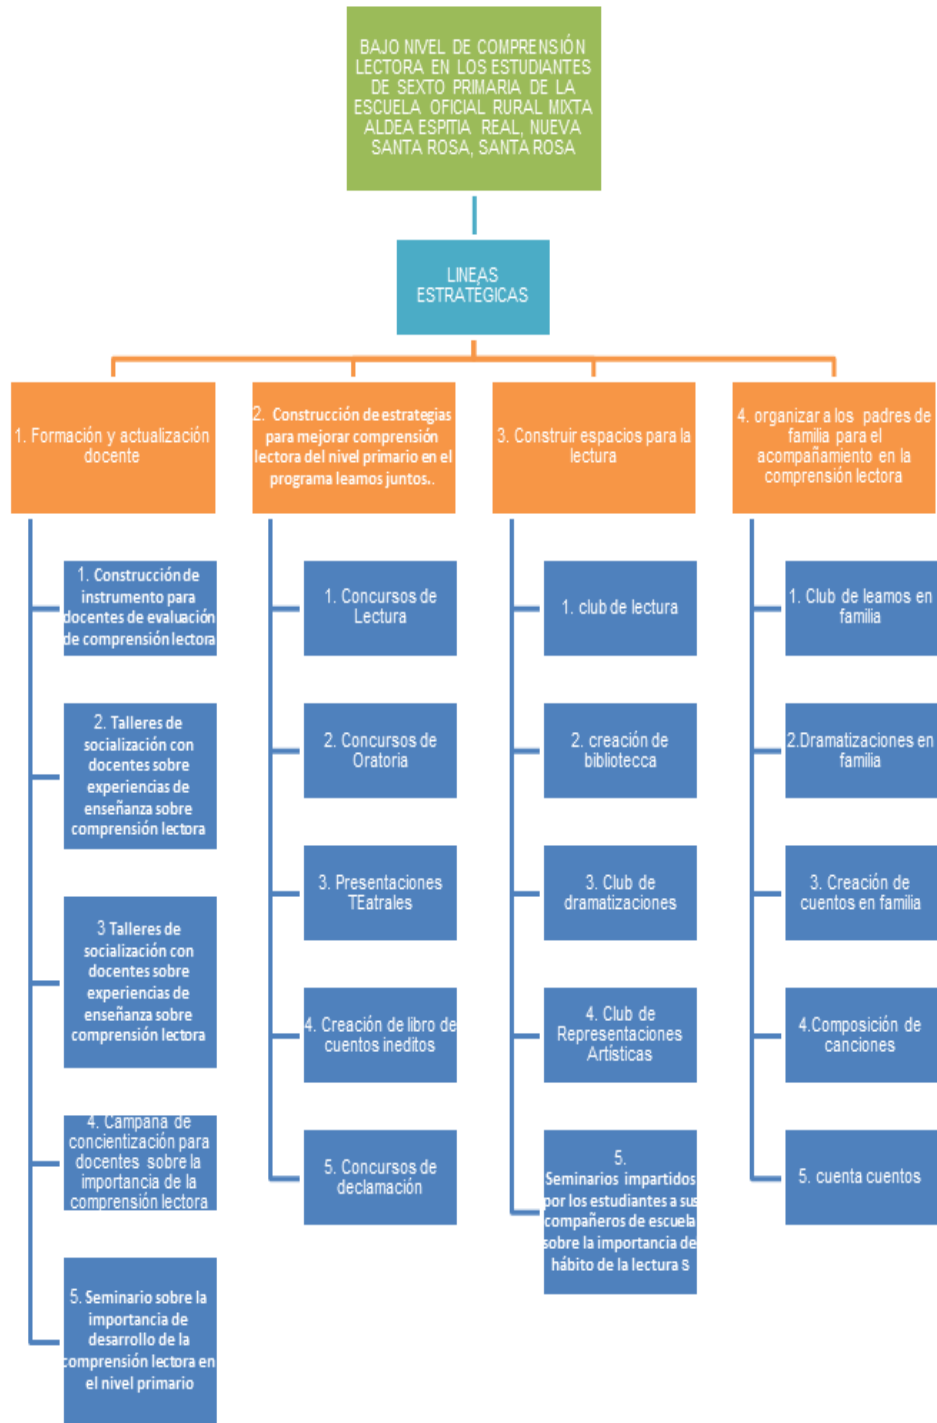 BAJO NIVEL DE COMPRENSIÓN
LECTORA EN LOS ESTUDIANTES
DE SEXTO PRIMARIA DE LA
ESCUELA OFICIAL RURAL MIXTA
ALDEA ESPITIA REAL, NUEVA
SANTA ROSA, SANTA ROSA
LINEAS
ESTRATÉGICAS
1. Formación y actualización
docente
1. Construcción de
instrumento para
docentes de evaluación
de comprensión lectora
2. Talleres de
socialización con
docentes sobre
experiencias de
enseñanza sobre
comprensión lectora
3 Talleres de
socialización con
docentes sobre
experiencias de
enseñanza sobre
comprensión lectora
4. Campaña de
concientización para
docentes sobre la
importancia de la
comprensión lectora
5. Seminario sobre la
importancia de
desarrollo de la
comprensión lectora en
el nivel primario
2. Construcción de estrategias
para mejorar comprensión
lectora del nivel primario en el
programa leamos juntos..
1. Concursos de
Lectura
2. Concursos de
Oratoria
3. Presentaciones
TEatrales
4. Creación de libro de
cuentos ineditos
5. Concursos de
declamación
3. Construir espacios para la
lectura
1. club de lectura
2. creación de
bibliotecca
3. Club de
dramatizaciones
4. Club de
Representaciones
Artísticas
5.
Seminarios impartidos
por los estudiantes a sus
compañeros de escuela
sobre la importancia de
hábito de la lectura s
4. organizar a los padres de
familia para el
acompañamiento en la
comprensión lectora
1. Club de leamos en
familia
2.Dramatizaciones en
familia
3. Creación de
cuentos en familia
4.Composición de
canciones
5. cuenta cuentos